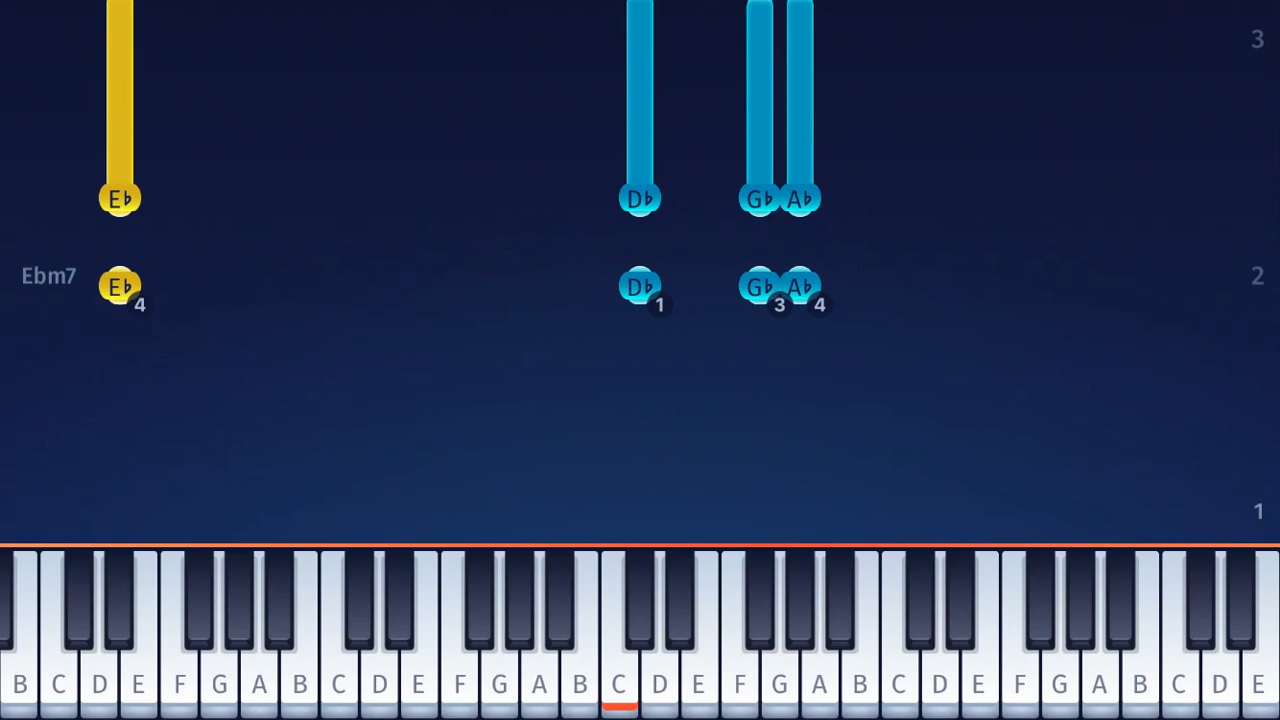 3
E♭ D♭ G♭ A♭
Ebm7 E♭ D♭ G♭ A♭ 2
4 1 3 4
1
B C D E F G A B C D E F G A B C D E F G A B C D E F G A B C D E